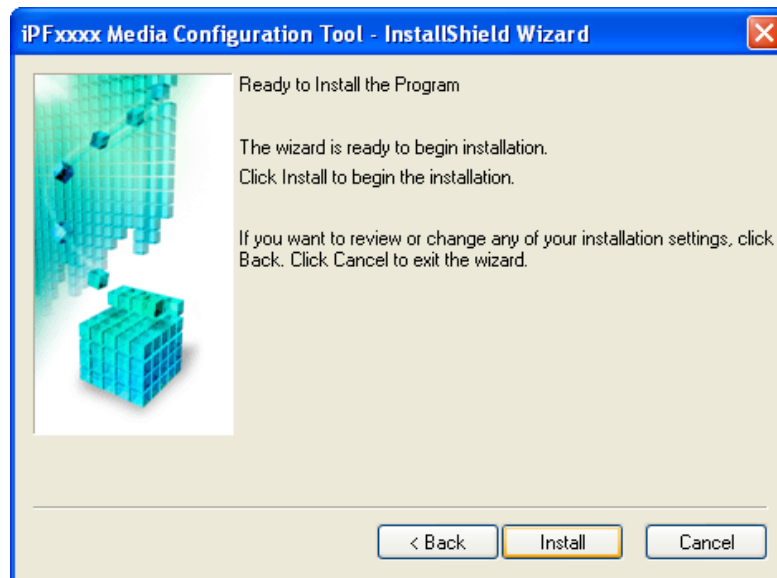 iPFxxxx Media Configuration Tool - InstallShield Wizard
Ready to Install the Program
The wizard is ready to begin installation.
Click Install to begin the installation.
If you want to review or change any of your installation settings, click
Back. Click Cancel to exit the wizard.
< Back
Install
Cancel